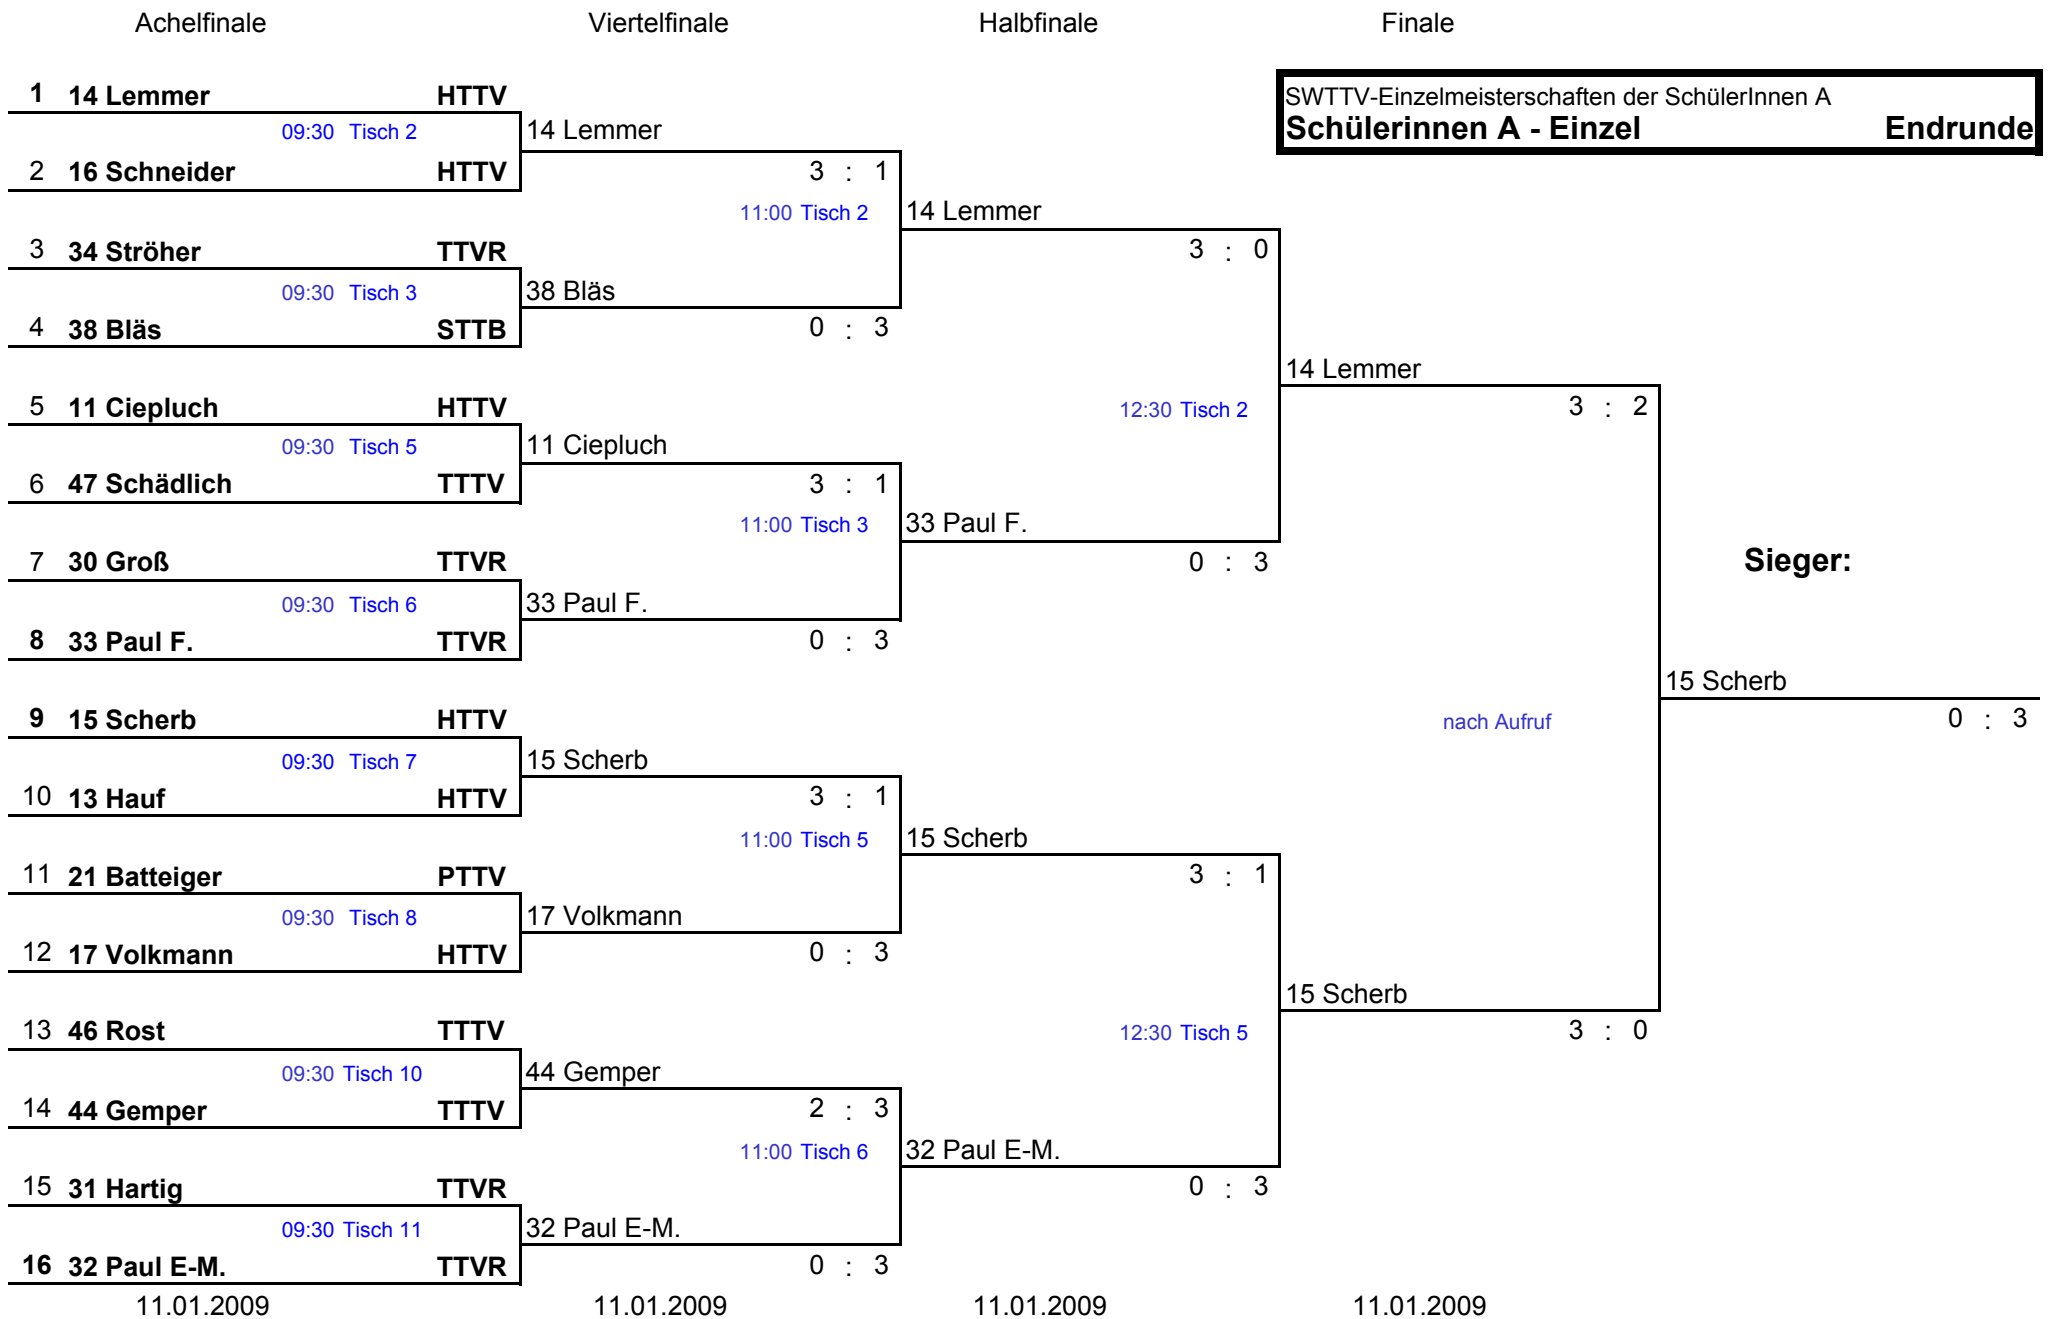 Achelfinale Viertelfinale Halbfinale Finale
SWTTV-Einzelmeisterschaften der SchülerInnen A
Schülerinnen A - Einzel Endrunde
1 14 Lemmer HTTV
09:30 Tisch 2 14 Lemmer
2 16 Schneider HTTV 3 : 1
11:00 Tisch 2 14 Lemmer
3 34 Ströher TTVR 3 : 0
09:30 Tisch 3 38 Bläs
4 38 Bläs STTB 0 : 3
14 Lemmer
5 11 Ciepluch HTTV 12:30 Tisch 2 3 : 2
09:30 Tisch 5 11 Ciepluch
6 47 Schädlich TTTV 3 : 1
11:00 Tisch 3 33 Paul F.
7 30 Groß TTVR 0 : 3 Sieger:
09:30 Tisch 6 33 Paul F.
8 33 Paul F. TTVR 0 : 3
15 Scherb
9 15 Scherb HTTV nach Aufruf 0 : 3
09:30 Tisch 7 15 Scherb
10 13 Hauf HTTV 3 : 1
11:00 Tisch 5 15 Scherb
11 21 Batteiger PTTV 3 : 1
09:30 Tisch 8 17 Volkmann
12 17 Volkmann HTTV 0 : 3
15 Scherb
13 46 Rost TTTV 12:30 Tisch 5 3 : 0
09:30 Tisch 10 44 Gemper
14 44 Gemper TTTV 2 : 3
11:00 Tisch 6 32 Paul E-M.
15 31 Hartig TTVR 0 : 3
09:30 Tisch 11 32 Paul E-M.
16 32 Paul E-M. TTVR 0 : 3
11.01.2009 11.01.2009 11.01.2009 11.01.2009